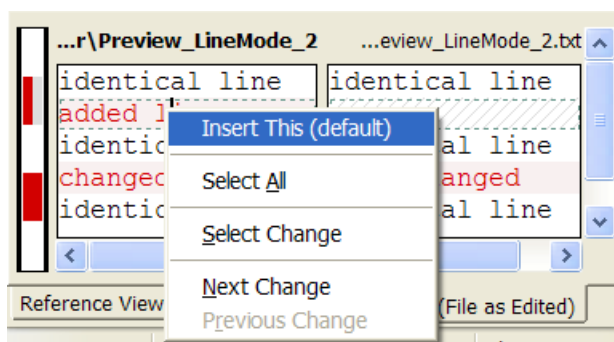 ...r\Preview_LineMode_2 ...eview_LineMode_2.txt
identical line identical line
added l
Insert This (default)
identic al line
Select All
changed anged
identic al line
Select Change
Next Change
Reference View (File as Edited)
Previous Change